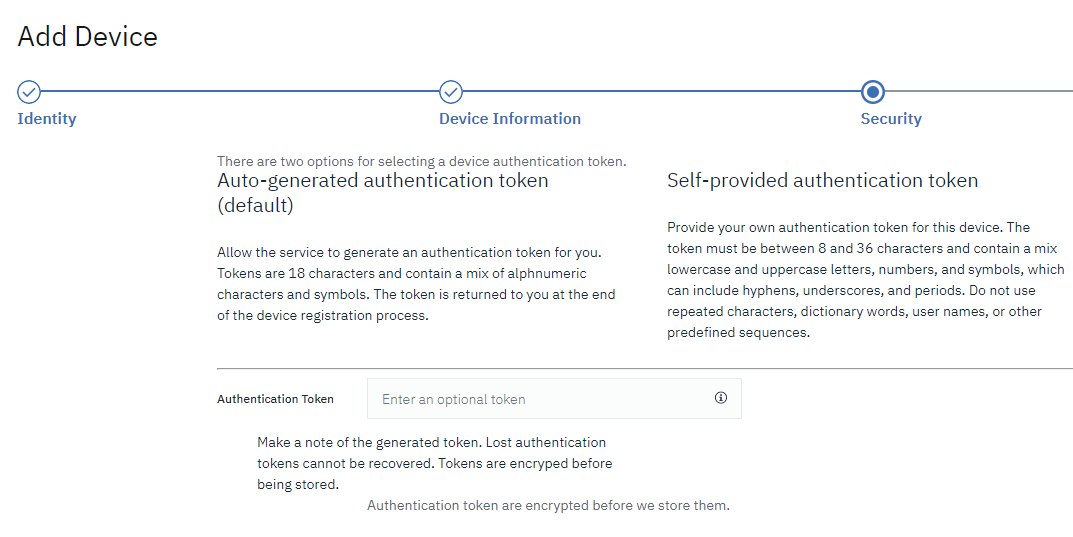 Add Device
Identity
Device Information
Security
There are two options for selecting a device authentication token.
Auto-generated authentication token
(default)
Allow the service to generate an authentication token for you.
Tokens are 18 characters and contain a mix of alphnumeric
characters and symbols. The token is returned to you at the end
of the device registration process.
Self-provided authentication token
Provide your own authentication token for this device. The
token must be between 8 and 36 characters and contain a mix
lowercase and uppercase letters, numbers, and symbols, which
can include hyphens, underscores, and periods. Do not use
repeated characters, dictionary words, user names, or other
predefined sequences.
Authentication Token
Enter an optional token
Make a note of the generated token. Lost authentication
tokens cannot be recovered. Tokens are encryped before
being stored.
Authentication token are encrypted before we store them.